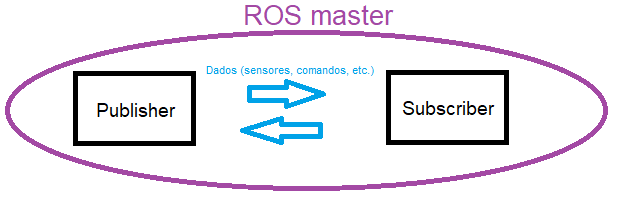 ROS master
Dados (sensores, comandos, etc.)
Publisher
Subscriber